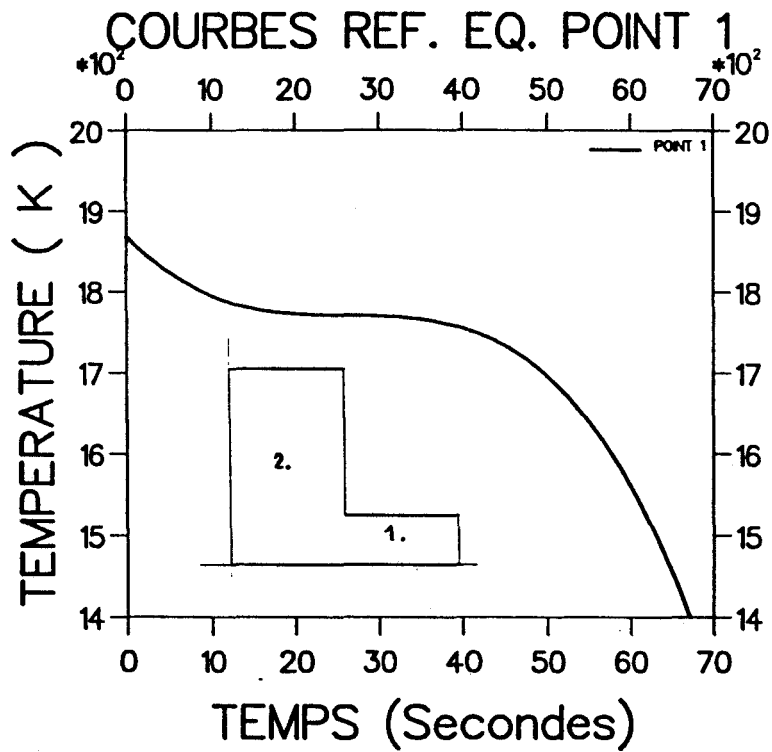 COURBES REF. EQ. POINT 1
*10² *10²
0 10 20 30 40 50 60 70
20 20
POINT 1
19 19
18 18
17 17
16 16
15 15
14 14
TEMPERATURE ( K )
2.
1.
0 10 20 30 40 50 60 70
TEMPS (Secondes)